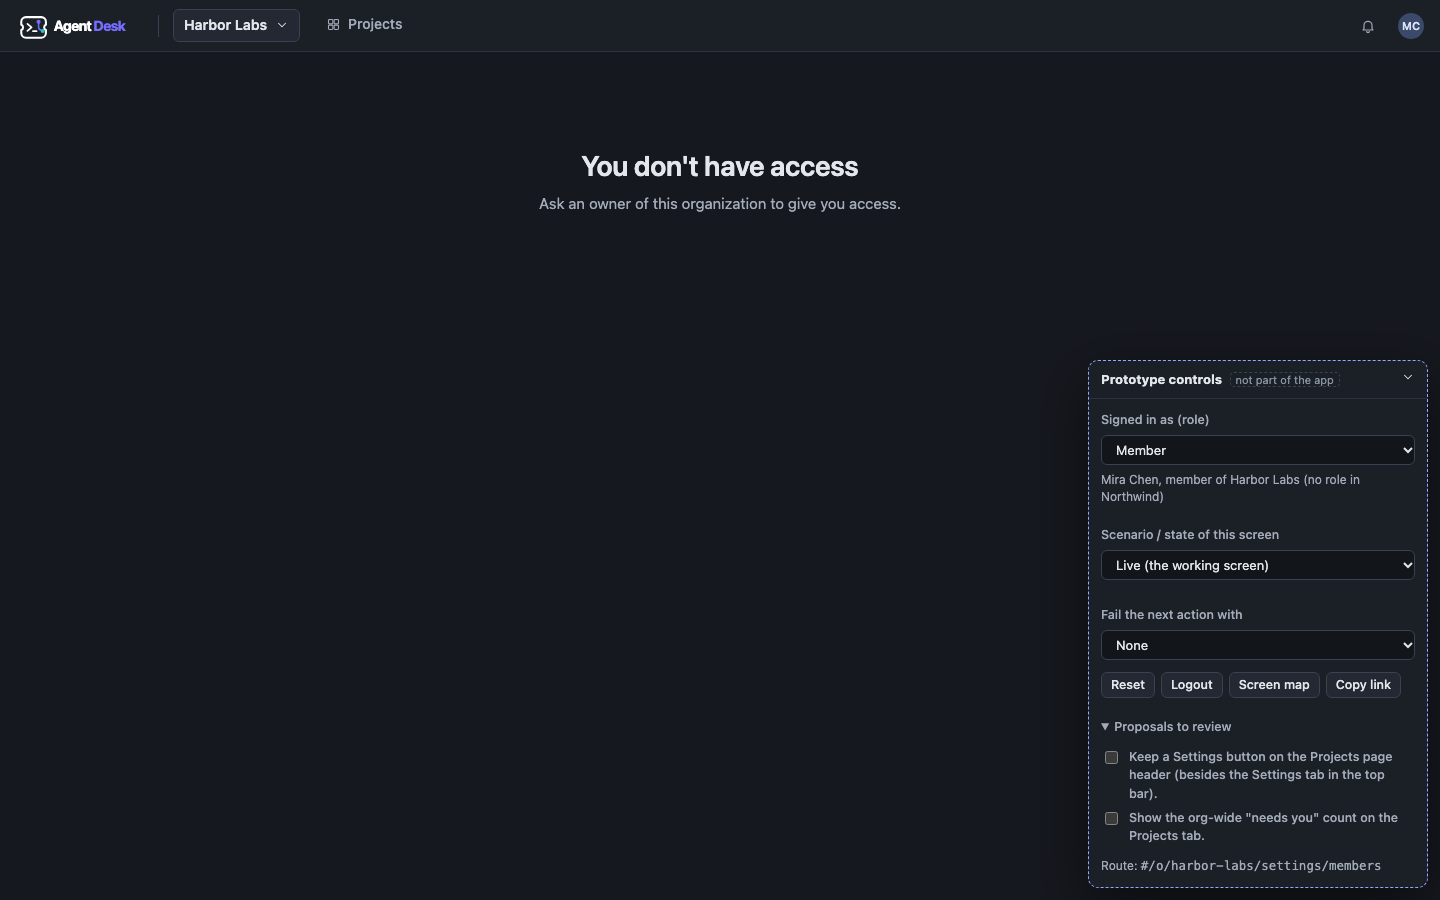 AgentDesk
Harbor Labs
Projects
MC
You don't have access
Ask an owner of this organization to give you access.
Prototype controls
not part of the app
Signed in as (role)
Member
Mira Chen, member of Harbor Labs (no role in
Northwind)
Scenario / state of this screen
Live (the working screen)
Fail the next action with
None
Reset
Logout
Screen map
Copy link
▼ Proposals to review
Keep a Settings button on the Projects page
header (besides the Settings tab in the top
bar).
Show the org-wide "needs you" count on the
Projects tab.
Route: #/o/harbor-labs/settings/members